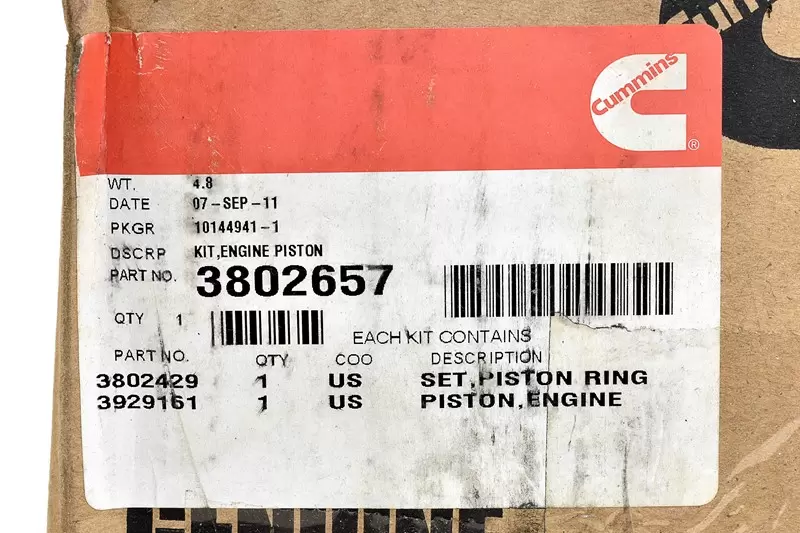 Cummins
Cummins
®
WT. 4.8
DATE 07-SEP-11
PKGR 10144941-1
DSCRP KIT,ENGINE PISTON
PART NO. 3802657
QTY 1
EACH KIT CONTAINS
PART NO. QTY COO DESCRIPTION
3802429 1 US SET,PISTON RING
3929161 1 US PISTON,ENGINE
GENUINE